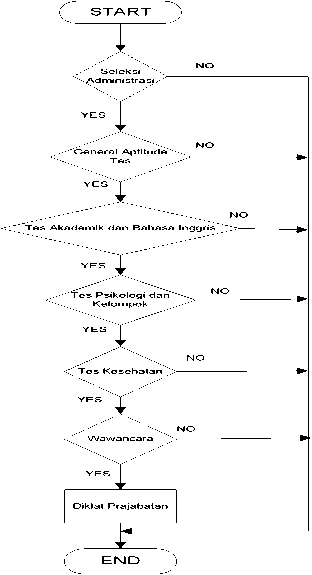 START
Seleksi
Administrasi
NO
YES
General Aptitude
Tes
NO
YES
Tes Akademik dan Bahasa Inggris
NO
YES
Tes Psikologi dan
Kelompok
NO
YES
Tes Kesehatan
NO
YES
Wawancara
NO
YES
Diklat Prajabatan
END